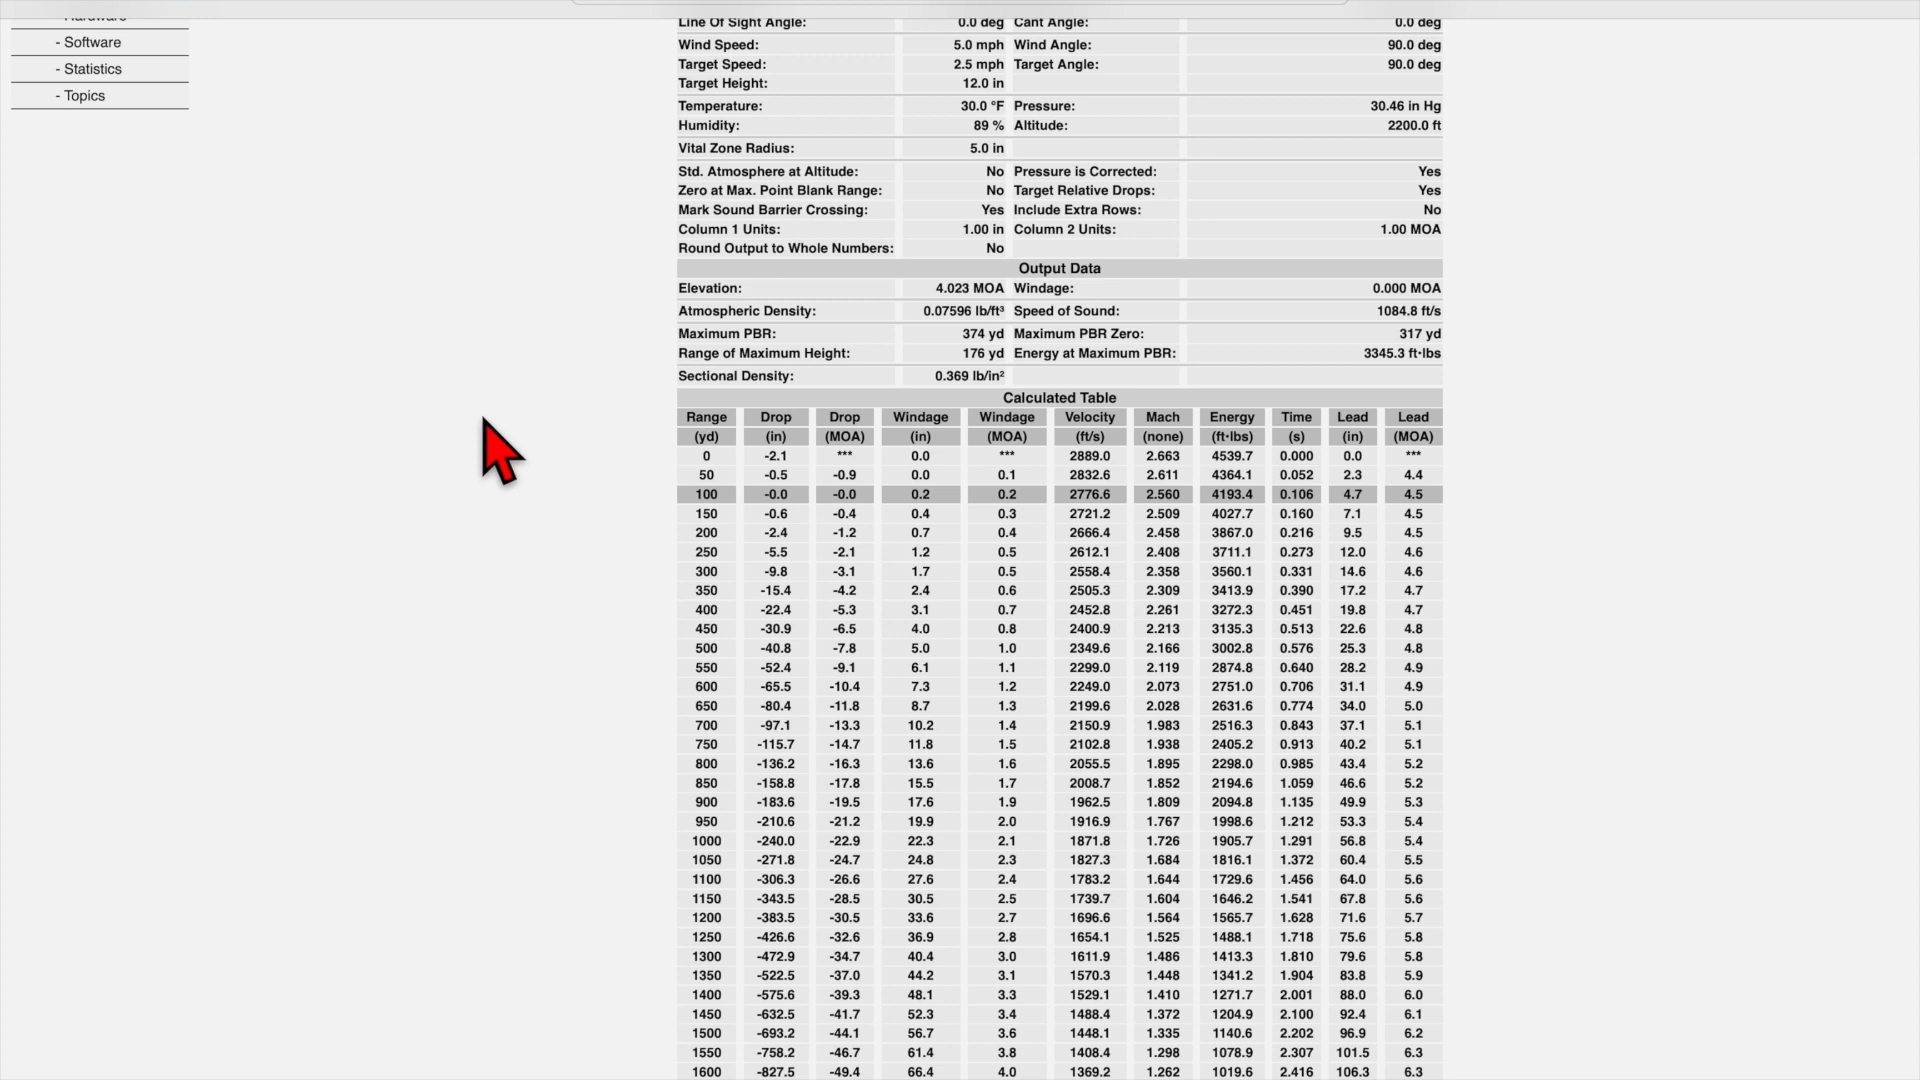 Hardware
- Software
- Statistics
- Topics
Line Of Sight Angle: 0.0 deg Cant Angle: 0.0 deg
Wind Speed: 5.0 mph Wind Angle: 90.0 deg
Target Speed: 2.5 mph Target Angle: 90.0 deg
Target Height: 12.0 in
Temperature: 30.0 °F Pressure: 30.46 in Hg
Humidity: 89 % Altitude: 2200.0 ft
Vital Zone Radius: 5.0 in
Std. Atmosphere at Altitude: No Pressure is Corrected: Yes
Zero at Max. Point Blank Range: No Target Relative Drops: Yes
Mark Sound Barrier Crossing: Yes Include Extra Rows: No
Column 1 Units: 1.00 in Column 2 Units: 1.00 MOA
Round Output to Whole Numbers: No
Output Data
Elevation: 4.023 MOA Windage: 0.000 MOA
Atmospheric Density: 0.07596 lb/ft³ Speed of Sound: 1084.8 ft/s
Maximum PBR: 374 yd Maximum PBR Zero: 317 yd
Range of Maximum Height: 176 yd Energy at Maximum PBR: 3345.3 ft•lbs
Sectional Density: 0.369 lb/in²
Calculated Table
Range Drop Drop Windage Windage Velocity Mach Energy Time Lead Lead
(yd) (in) (MOA) (in) (MOA) (ft/s) (none) (ft•lbs) (s) (in) (MOA)
0 -2.1 *** 0.0 *** 2889.0 2.663 4539.7 0.000 0.0 ***
50 -0.5 -0.9 0.0 0.1 2832.6 2.611 4364.1 0.052 2.3 4.4
100 -0.0 -0.0 0.2 0.2 2776.6 2.560 4193.4 0.106 4.7 4.5
150 -0.6 -0.4 0.4 0.3 2721.2 2.509 4027.7 0.160 7.1 4.5
200 -2.4 -1.2 0.7 0.4 2666.4 2.458 3867.0 0.216 9.5 4.5
250 -5.5 -2.1 1.2 0.5 2612.1 2.408 3711.1 0.273 12.0 4.6
300 -9.8 -3.1 1.7 0.5 2558.4 2.358 3560.1 0.331 14.6 4.6
350 -15.4 -4.2 2.4 0.6 2505.3 2.309 3413.9 0.390 17.2 4.7
400 -22.4 -5.3 3.1 0.7 2452.8 2.261 3272.3 0.451 19.8 4.7
450 -30.9 -6.5 4.0 0.8 2400.9 2.213 3135.3 0.513 22.6 4.8
500 -40.8 -7.8 5.0 1.0 2349.6 2.166 3002.8 0.576 25.3 4.8
550 -52.4 -9.1 6.1 1.1 2299.0 2.119 2874.8 0.640 28.2 4.9
600 -65.5 -10.4 7.3 1.2 2249.0 2.073 2751.0 0.706 31.1 4.9
650 -80.4 -11.8 8.7 1.3 2199.6 2.028 2631.6 0.774 34.0 5.0
700 -97.1 -13.3 10.2 1.4 2150.9 1.983 2516.3 0.843 37.1 5.1
750 -115.7 -14.7 11.8 1.5 2102.8 1.938 2405.2 0.913 40.2 5.1
800 -136.2 -16.3 13.6 1.6 2055.5 1.895 2298.0 0.985 43.4 5.2
850 -158.8 -17.8 15.5 1.7 2008.7 1.852 2194.6 1.059 46.6 5.2
900 -183.6 -19.5 17.6 1.9 1962.5 1.809 2094.8 1.135 49.9 5.3
950 -210.6 -21.2 19.9 2.0 1916.9 1.767 1998.6 1.212 53.3 5.4
1000 -240.0 -22.9 22.3 2.1 1871.8 1.726 1905.7 1.291 56.8 5.4
1050 -271.8 -24.7 24.8 2.3 1827.3 1.684 1816.1 1.372 60.4 5.5
1100 -306.3 -26.6 27.6 2.4 1783.2 1.644 1729.6 1.456 64.0 5.6
1150 -343.5 -28.5 30.5 2.5 1739.7 1.604 1646.2 1.541 67.8 5.6
1200 -383.5 -30.5 33.6 2.7 1696.6 1.564 1565.7 1.628 71.6 5.7
1250 -426.6 -32.6 36.9 2.8 1654.1 1.525 1488.1 1.718 75.6 5.8
1300 -472.9 -34.7 40.4 3.0 1611.9 1.486 1413.3 1.810 79.6 5.8
1350 -522.5 -37.0 44.2 3.1 1570.3 1.448 1341.2 1.904 83.8 5.9
1400 -575.6 -39.3 48.1 3.3 1529.1 1.410 1271.7 2.001 88.0 6.0
1450 -632.5 -41.7 52.3 3.4 1488.4 1.372 1204.9 2.100 92.4 6.1
1500 -693.2 -44.1 56.7 3.6 1448.1 1.335 1140.6 2.202 96.9 6.2
1550 -758.2 -46.7 61.4 3.8 1408.4 1.298 1078.9 2.307 101.5 6.3
1600 -827.5 -49.4 66.4 4.0 1369.2 1.262 1019.6 2.416 106.3 6.3